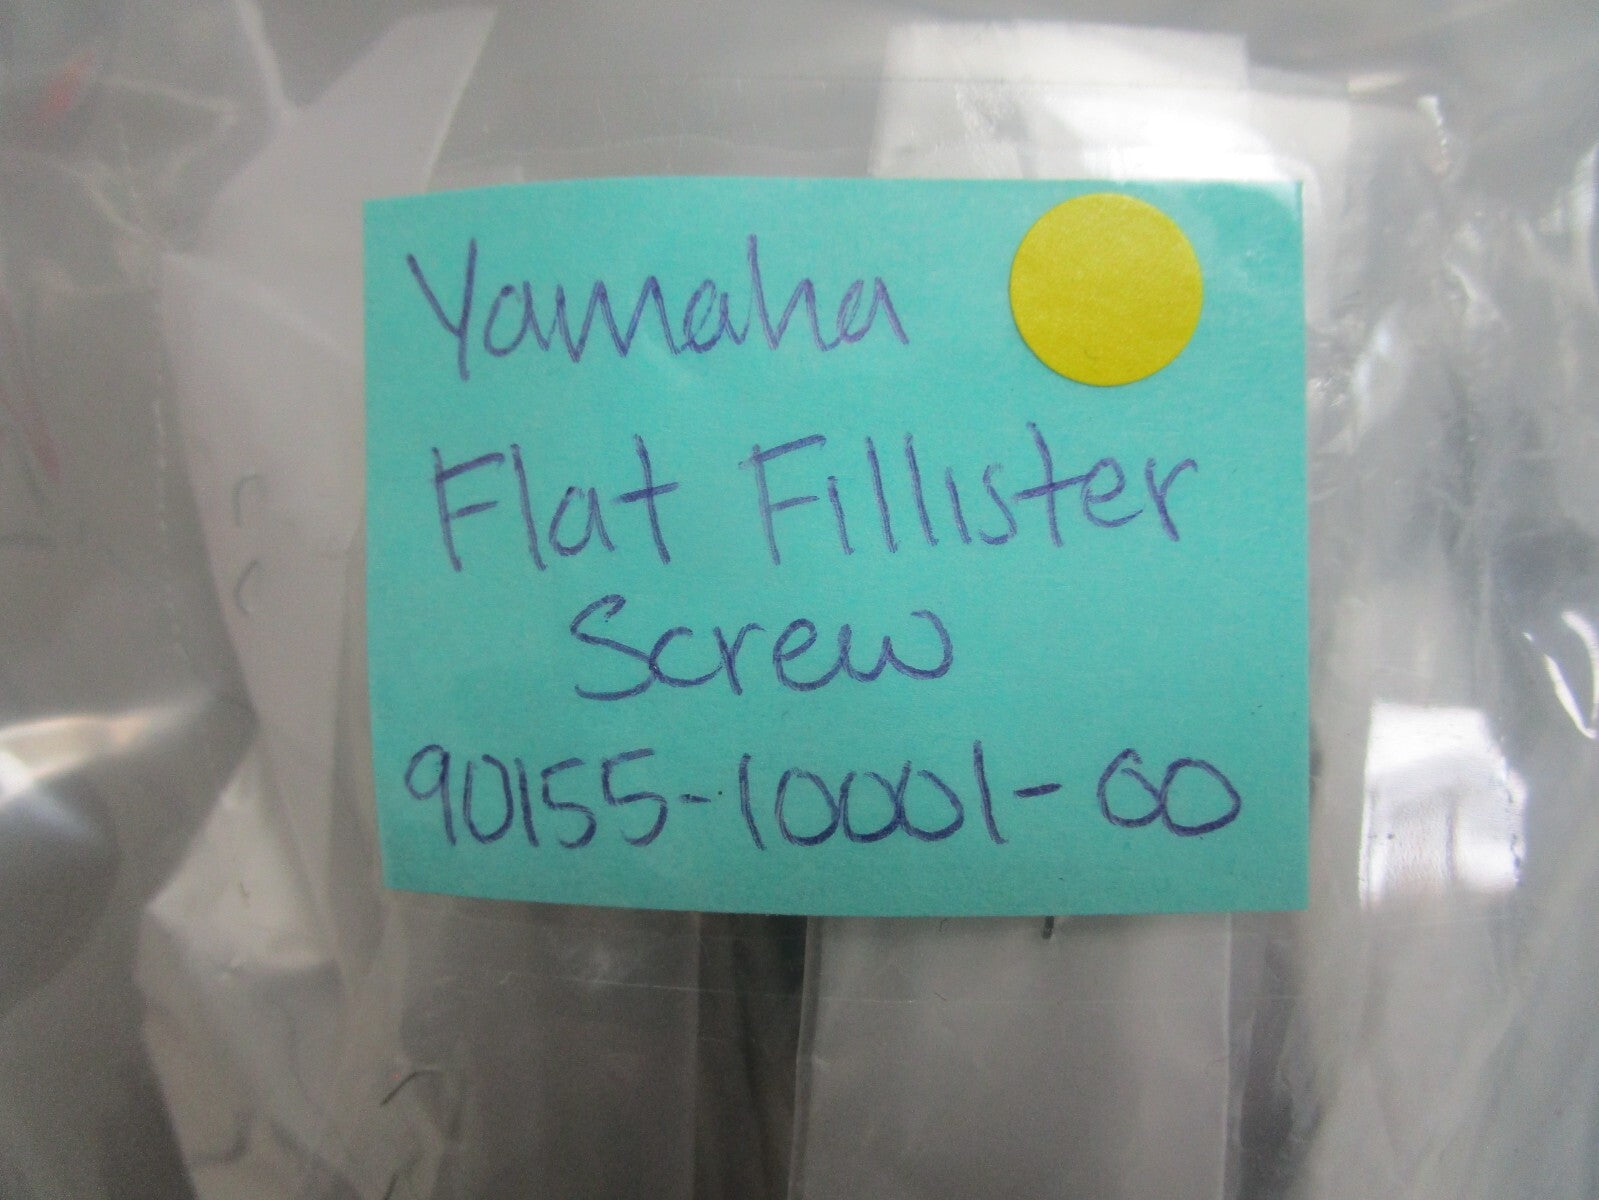 Yamaha
Flat Fillister
Screw
90155-10001-00